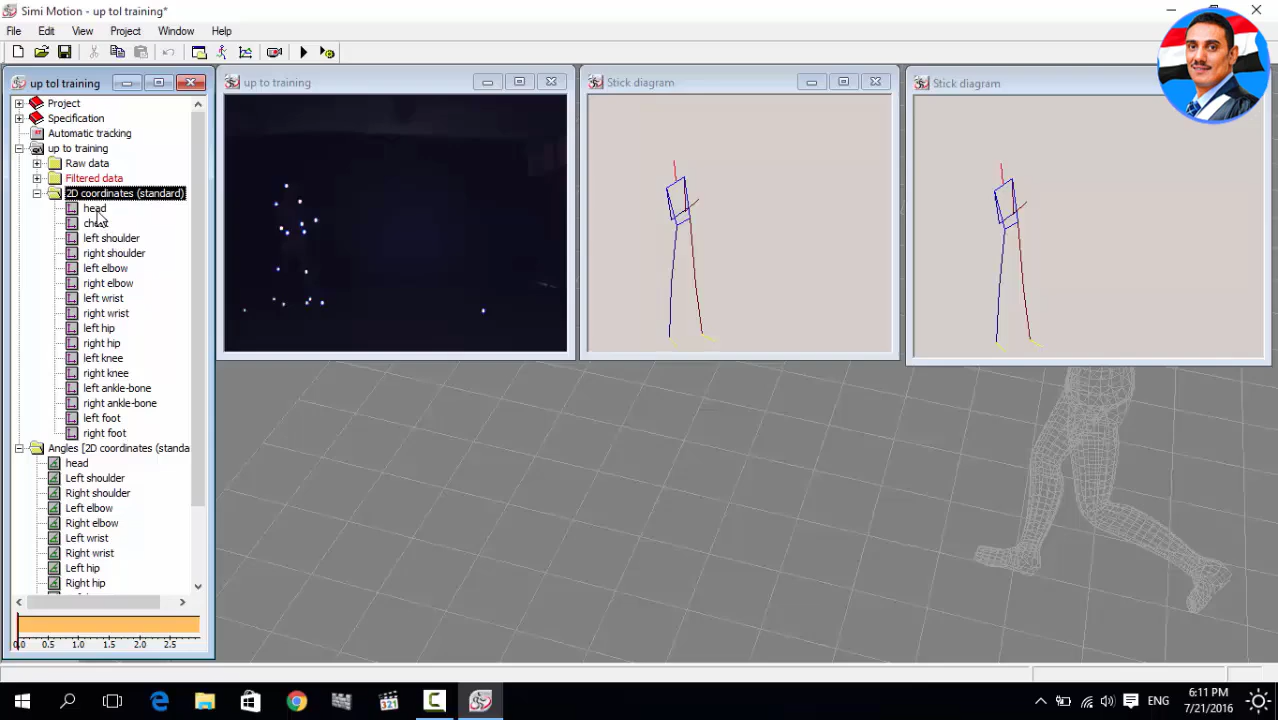 Simi Motion - up tol training*
File Edit View Project Window Help
up tol training
Project
Specification
Automatic tracking
up to training
Raw data
Filtered data
2D coordinates (standard)
head
chest
left shoulder
right shoulder
left elbow
right elbow
left wrist
right wrist
left hip
right hip
left knee
right knee
left ankle-bone
right ankle-bone
left foot
right foot
Angles [2D coordinates (standa
head
Left shoulder
Right shoulder
Left elbow
Right elbow
Left wrist
Right wrist
Left hip
Right hip
0.0 0.5 1.0 1.5 2.0 2.5
up to training
Stick diagram
Stick diagram
321
ENG
6:11 PM
7/21/2016